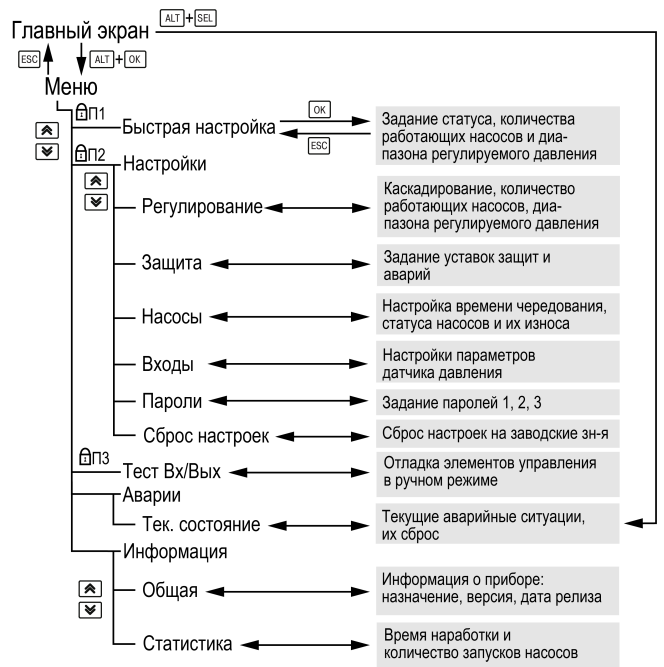 Главный экран
ALT+SEL
ESC
ALT+OK
Меню
П1
Быстрая настройка
OK
ESC
Задание статуса, количества
работающих насосов и диа-
пазона регулируемого давления
П2
Настройки
Регулирование
Каскадирование, количество
работающих насосов, диа-
пазона регулируемого давления
Защита
Задание уставок защит и
аварий
Насосы
Настройка времени чередования,
статуса насосов и их износа
Входы
Настройки параметров
датчика давления
Пароли
Задание паролей 1, 2, 3
Сброс настроек
Сброс настроек на заводские зн-я
П3
Тест Вх/Вых
Отладка элементов управления
в ручном режиме
Аварии
Тек. состояние
Текущие аварийные ситуации,
их сброс
Информация
Общая
Информация о приборе:
назначение, версия, дата релиза
Статистика
Время наработки и
количество запусков насосов